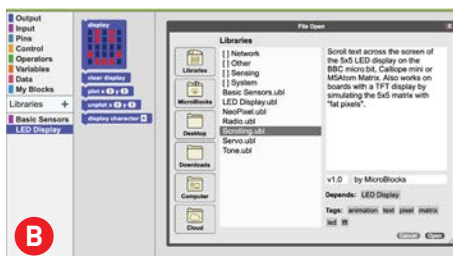 Output
Input
Pins
Control
Operators
Variables
Data
My Blocks
Libraries +
Basic Sensors
LED Display
display
clear display
plot x 3 y 3
unplot x 3 y 3
display character A
File Open
Libraries
Libraries
MicroBlocks
Desktop
Downloads
Computer
Cloud
[ ] Network
[ ] Other
[ ] Sensing
[ ] System
Basic Sensors.ubl
LED Display.ubl
NeoPixel.ubl
Radio.ubl
Scrolling.ubl
Servo.ubl
Tone.ubl
Scroll text across the screen of
the 5x5 LED display on the
BBC micro:bit, Calliope mini or
M5Atom Matrix. Also works on
boards with a TFT display by
simulating the 5x5 matrix with
"fat pixels".
v1.0 by MicroBlocks
Depends: LED Display
Tags: animation text pixel matrix
led tft
Cancel Open
B